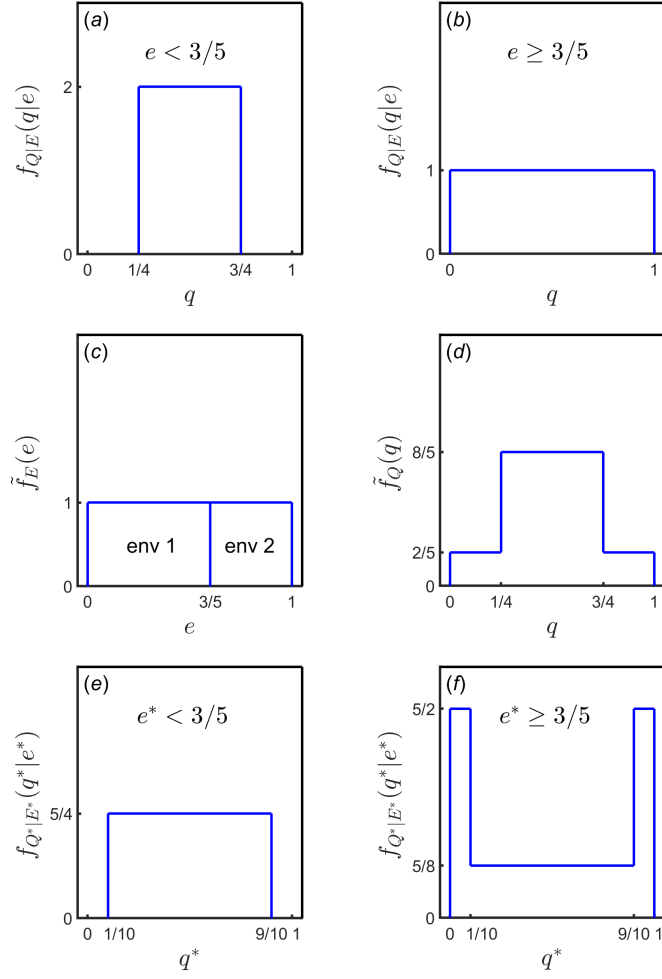 (a)
e < 3/5
f_{Q|E}(q|e)
2
0
0 1/4 3/4 1
q
(b)
e ≥ 3/5
f_{Q|E}(q|e)
1
0
0 1
q
(c)
f̃_E(e)
1
0
env 1 env 2
0 3/5 1
e
(d)
f̃_Q(q)
8/5
2/5
0
0 1/4 3/4 1
q
(e)
e* < 3/5
f_{Q*|E*}(q*|e*)
5/4
0
0 1/10 9/10 1
q*
(f)
e* ≥ 3/5
f_{Q*|E*}(q*|e*)
5/2
5/8
0
0 1/10 9/10 1
q*